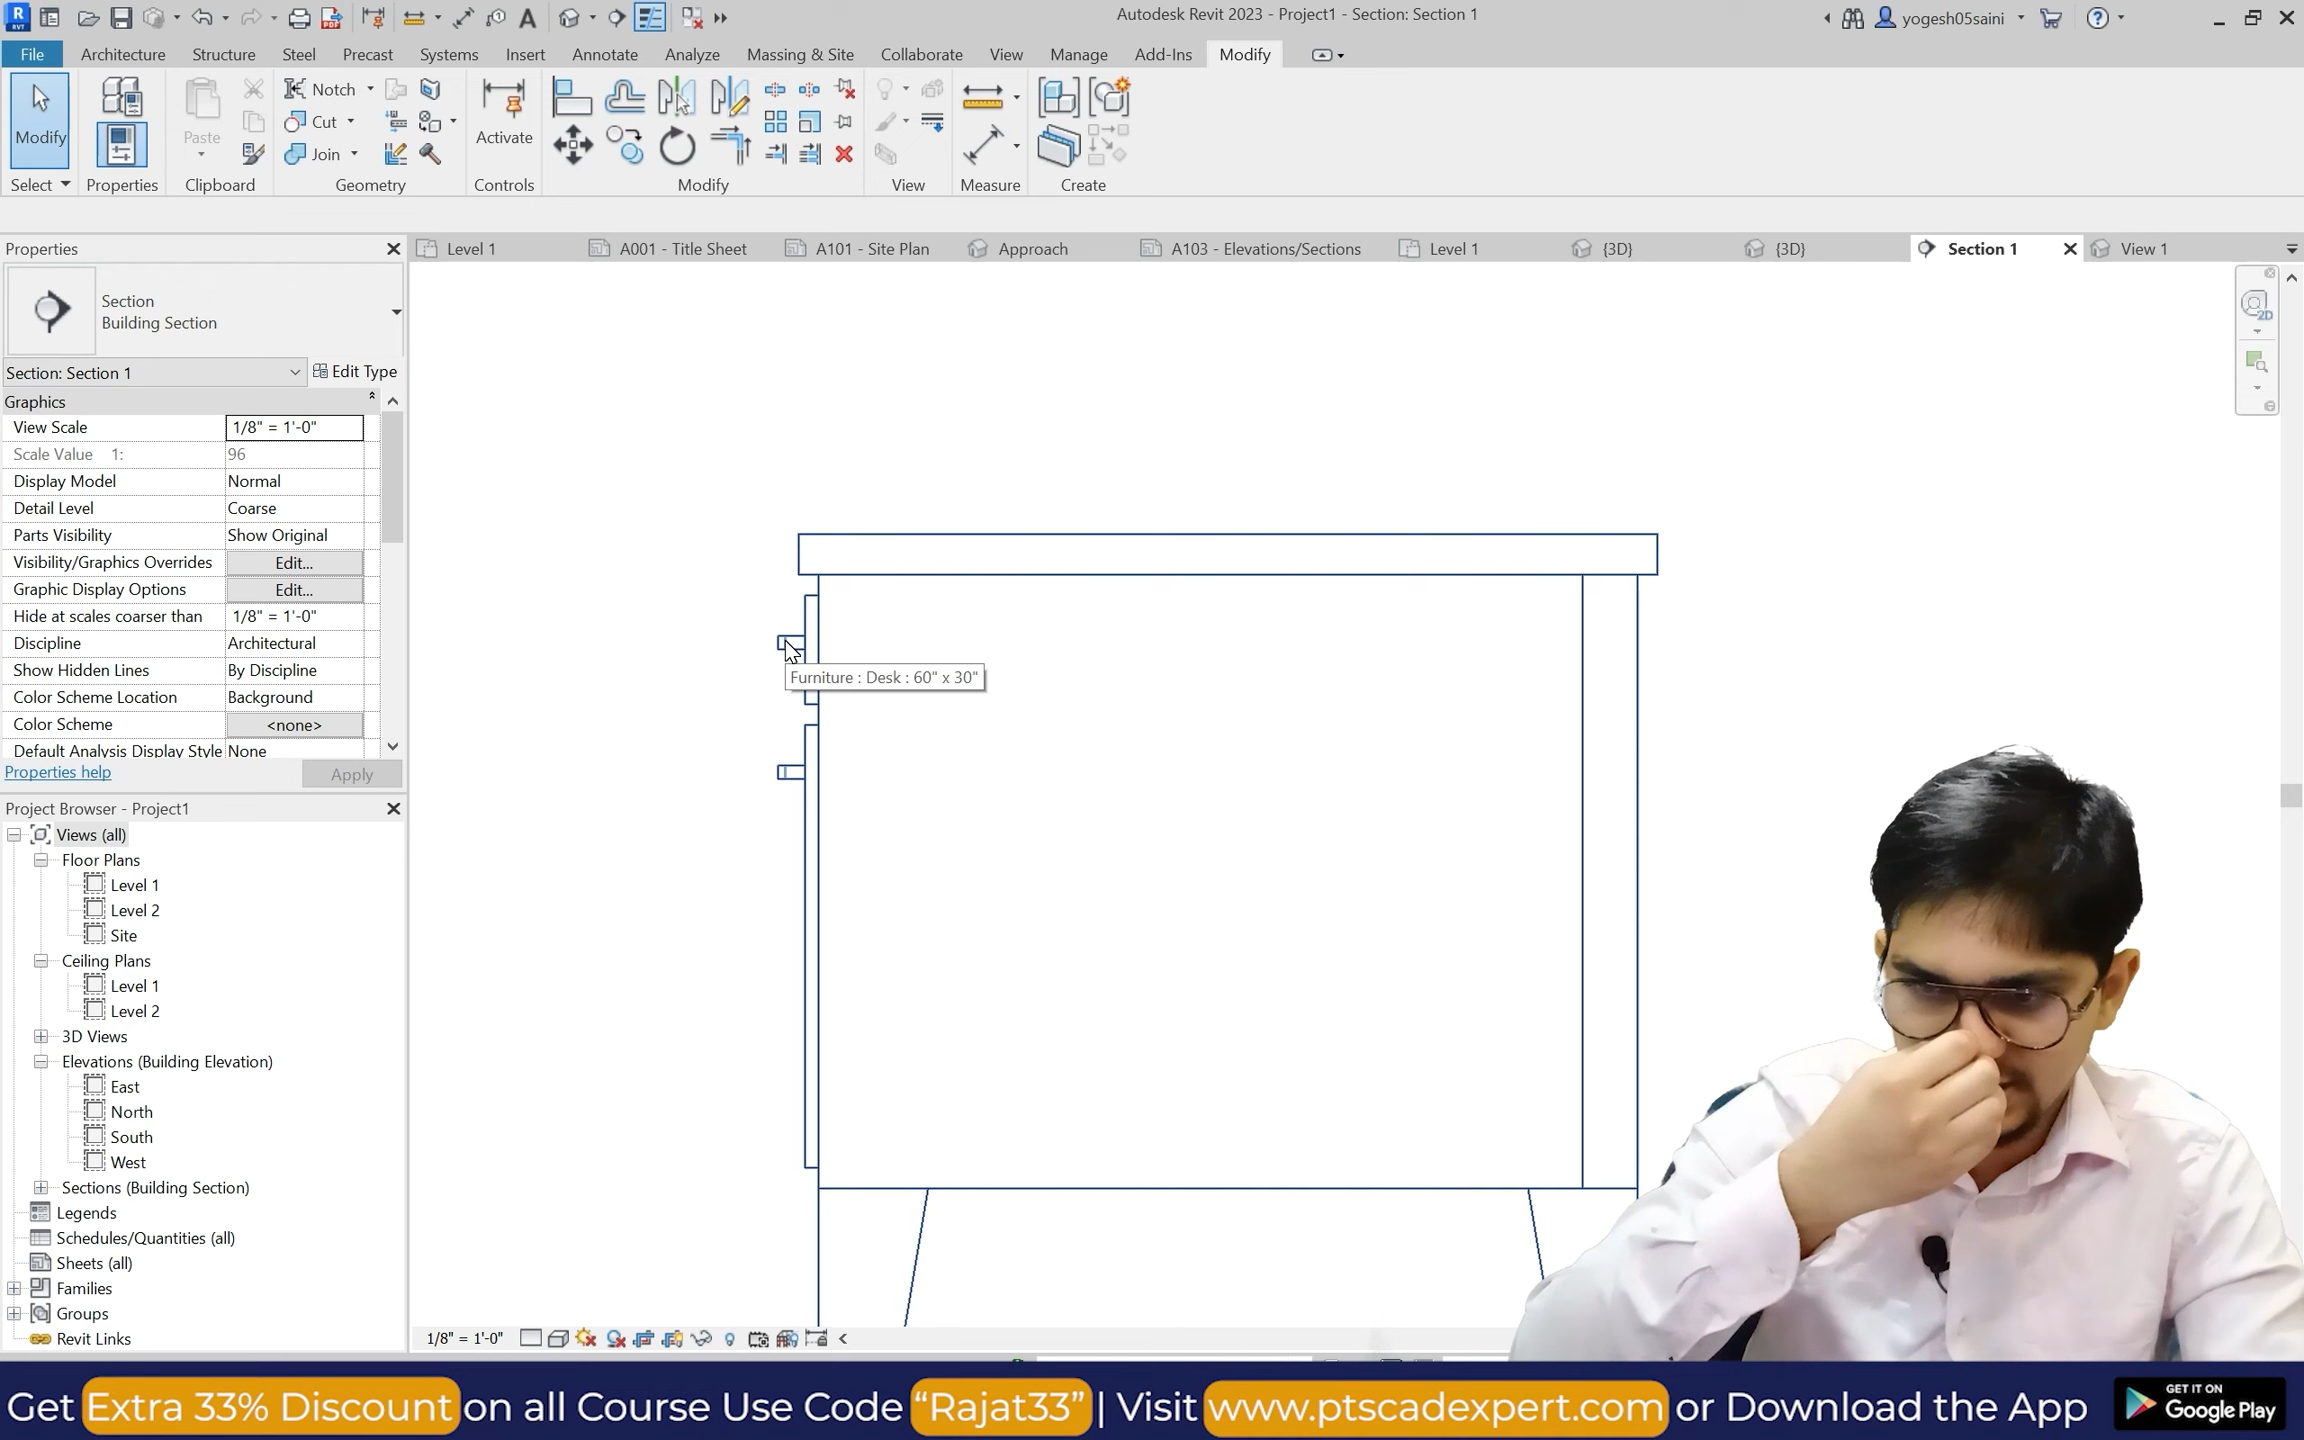 Autodesk Revit 2023 - Project1 - Section: Section 1
yogesh05saini
File Architecture Structure Steel Precast Systems Insert Annotate Analyze Massing & Site Collaborate View Manage Add-Ins Modify
Modify
Paste
Notch
Cut
Join
Activate
Select Properties Clipboard Geometry Controls Modify View Measure Create
Properties
Level 1 A001 - Title Sheet A101 - Site Plan Approach A103 - Elevations/Sections Level 1 {3D} {3D} Section 1 View 1
Section
Building Section
Section: Section 1 Edit Type
Graphics
View Scale 1/8" = 1'-0"
Scale Value 1: 96
Display Model Normal
Detail Level Coarse
Parts Visibility Show Original
Visibility/Graphics Overrides Edit...
Graphic Display Options Edit...
Hide at scales coarser than 1/8" = 1'-0"
Discipline Architectural
Show Hidden Lines By Discipline
Color Scheme Location Background
Color Scheme <none>
Default Analysis Display Style None
Properties help Apply
Furniture : Desk : 60" x 30"
Project Browser - Project1
Views (all)
Floor Plans
Level 1
Level 2
Site
Ceiling Plans
Level 1
Level 2
3D Views
Elevations (Building Elevation)
East
North
South
West
Sections (Building Section)
Legends
Schedules/Quantities (all)
Sheets (all)
Families
Groups
Revit Links
1/8" = 1'-0"
2D
Get Extra 33% Discount on all Course Use Code “Rajat33” | Visit www.ptscadexpert.com or Download the App
GET IT ON
Google Play